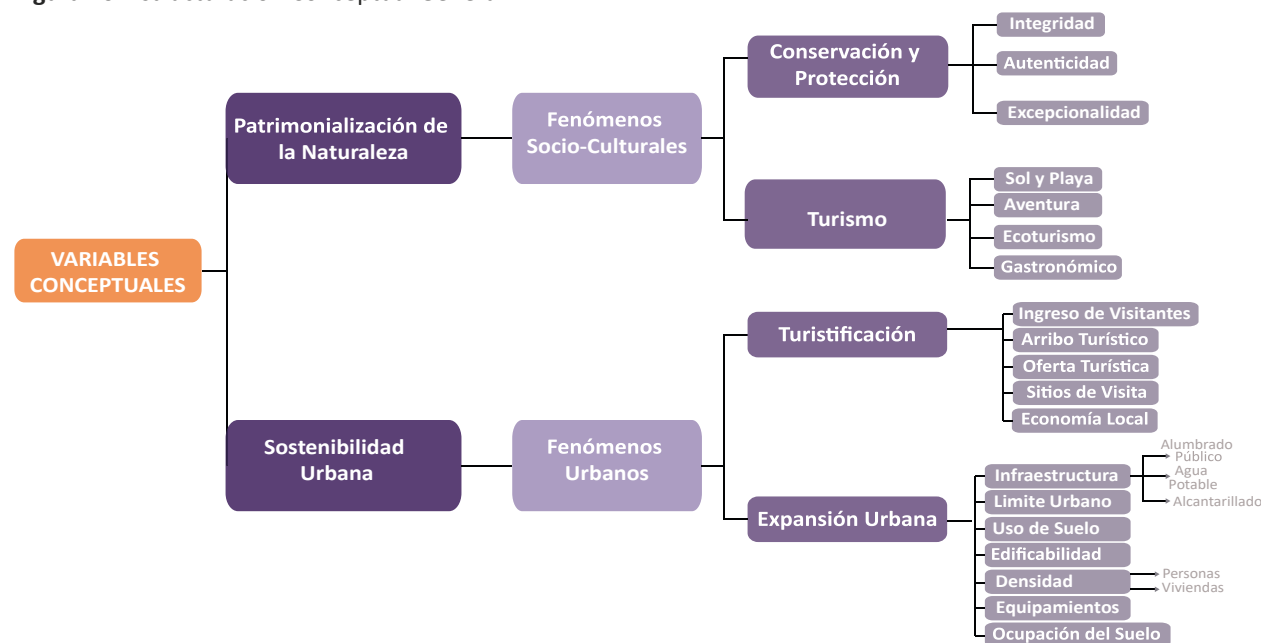 VARIABLES
CONCEPTUALES
Patrimonialización de
la Naturaleza
Fenómenos
Socio-Culturales
Conservación y
Protección
Integridad
Autenticidad
Excepcionalidad
Turismo
Sol y Playa
Aventura
Ecoturismo
Gastronómico
Sostenibilidad
Urbana
Fenómenos
Urbanos
Turistificación
Ingreso de Visitantes
Arribo Turístico
Oferta Turística
Sitios de Visita
Economía Local
Expansión Urbana
Infraestructura
Alumbrado
Público
Agua
Potable
Alcantarillado
Limite Urbano
Uso de Suelo
Edificabilidad
Densidad
Personas
Viviendas
Equipamientos
Ocupación del Suelo